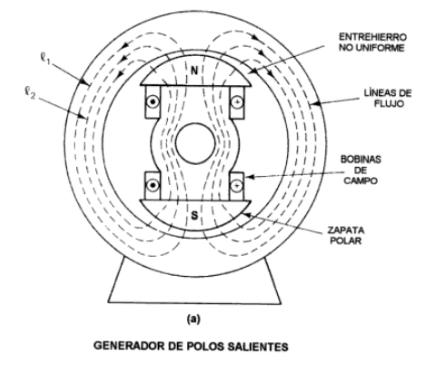 ENTREHIERRO
NO UNIFORME
ℓ1
ℓ2
N
LÍNEAS DE
FLUJO
BOBINAS
DE
CAMPO
S
ZAPATA
POLAR
(a)
GENERADOR DE POLOS SALIENTES